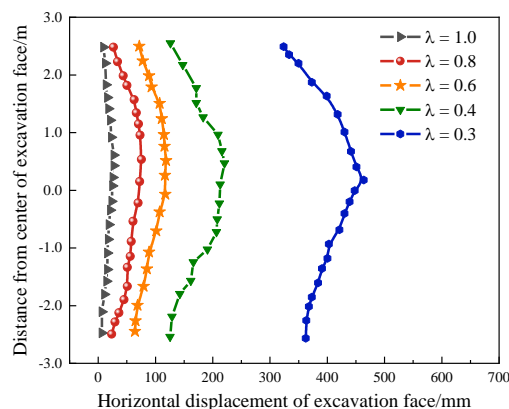 3.0
2.0
1.0
0.0
-1.0
-2.0
-3.0
Distance from center of excavation face/m
λ = 1.0
λ = 0.8
λ = 0.6
λ = 0.4
λ = 0.3
0 100 200 300 400 500 600 700
Horizontal displacement of excavation face/mm